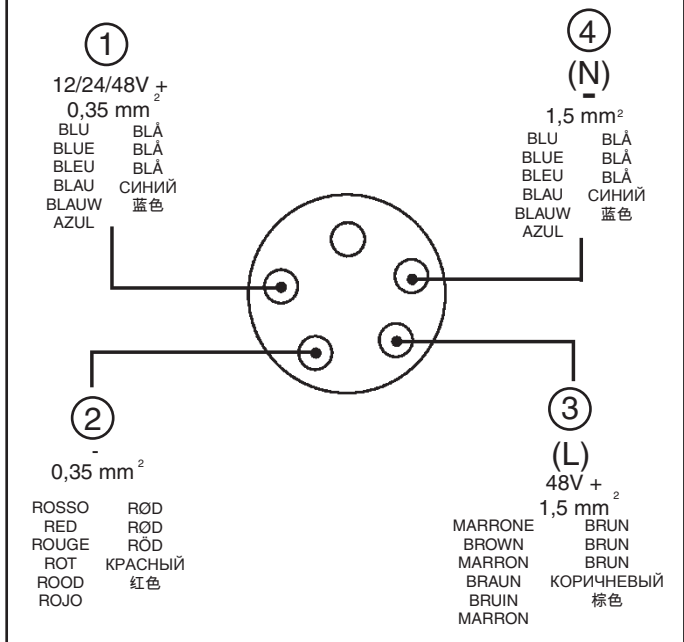 1
12/24/48V +
0,35 mm²
BLU BLÅ
BLUE BLÅ
BLEU BLÅ
BLAU СИНИЙ
BLAUW 蓝色
AZUL
4
(N)
-
1,5 mm²
BLU BLÅ
BLUE BLÅ
BLEU BLÅ
BLAU СИНИЙ
BLAUW 蓝色
AZUL
2
-
0,35 mm²
ROSSO RØD
RED RØD
ROUGE RÖD
ROT КРАСНЫЙ
ROOD 红色
ROJO
3
(L)
48V +
1,5 mm²
MARRONE BRUN
BROWN BRUN
MARRON BRUN
BRAUN КОРИЧНЕВЫЙ
BRUIN 棕色
MARRON